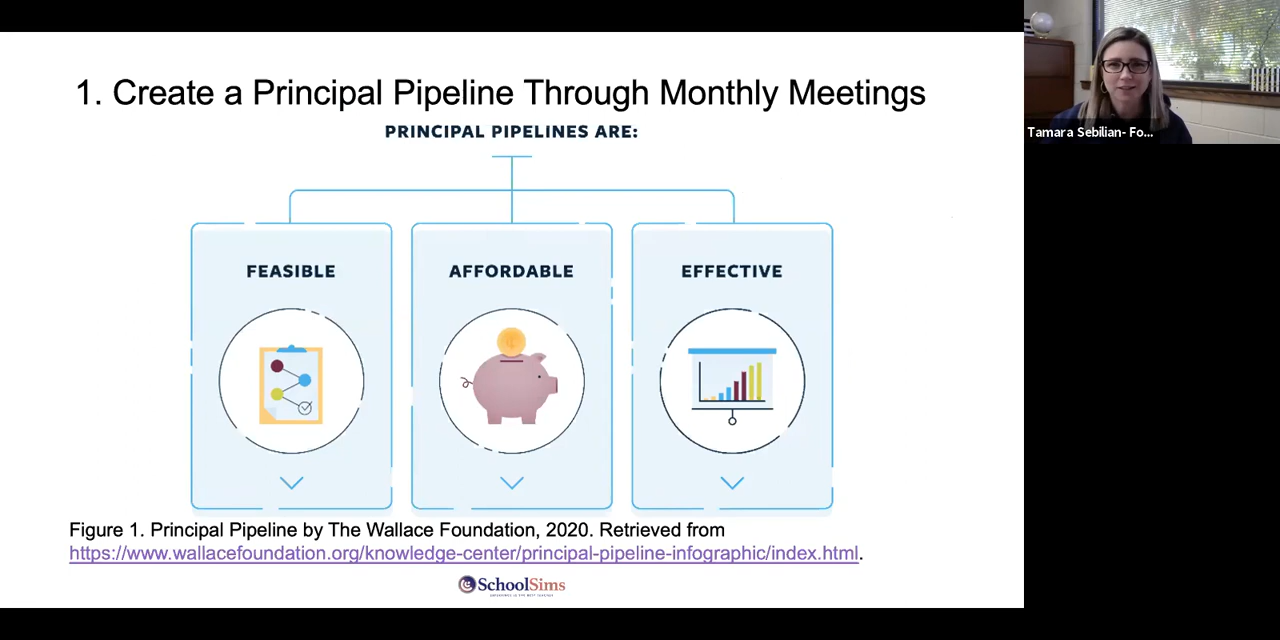 1. Create a Principal Pipeline Through Monthly Meetings
PRINCIPAL PIPELINES ARE:
FEASIBLE
AFFORDABLE
EFFECTIVE
Figure 1. Principal Pipeline by The Wallace Foundation, 2020. Retrieved from
https://www.wallacefoundation.org/knowledge-center/principal-pipeline-infographic/index.html.
SchoolSims
Tamara Sebilian- Fo...